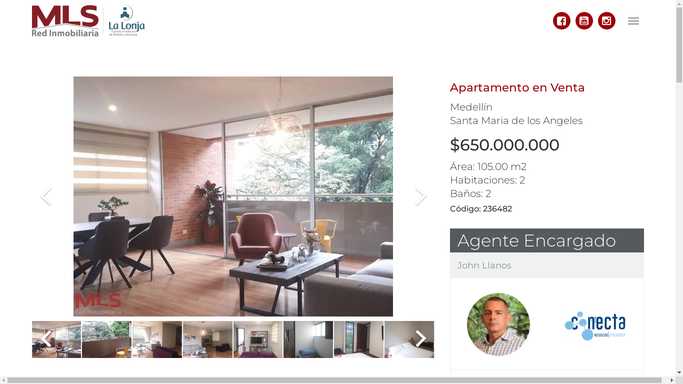 MLS
Red Inmobiliaria
La Lonja
Apartamento en Venta
Medellín
Santa Maria de los Angeles
$650.000.000
Área: 105.00 m2
Habitaciones: 2
Baños: 2
Código: 236482
Agente Encargado
John Llanos
conecta
MLS